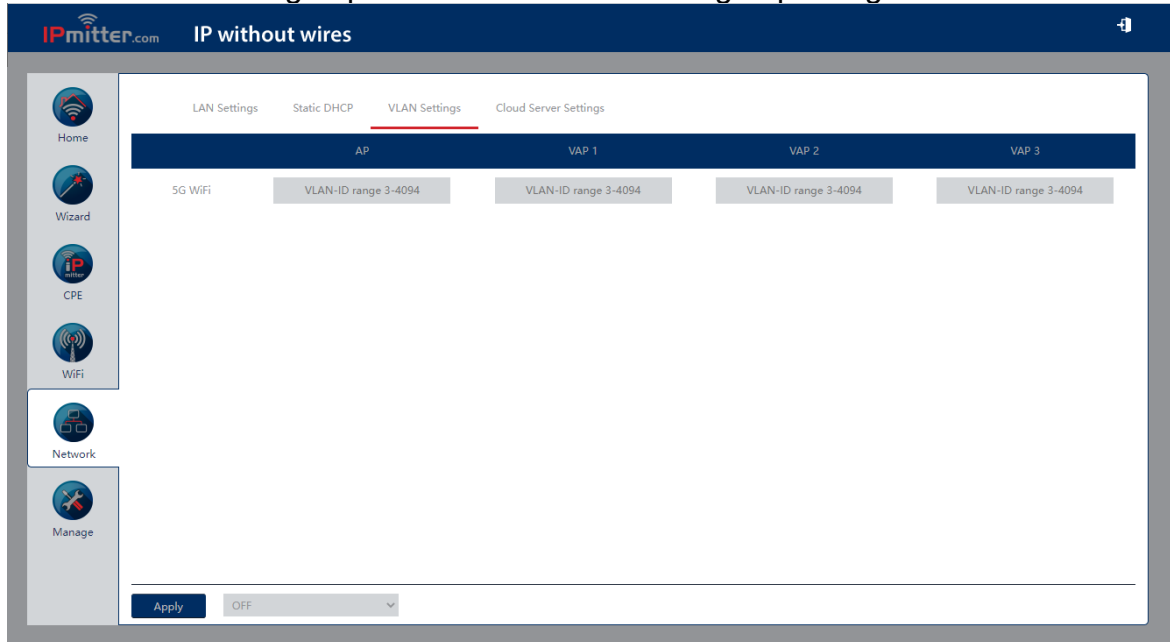 IPmitter.com IP without wires
Home
Wizard
CPE
WiFi
Network
Manage
LAN Settings Static DHCP VLAN Settings Cloud Server Settings
AP VAP 1 VAP 2 VAP 3
5G WiFi VLAN-ID range 3-4094 VLAN-ID range 3-4094 VLAN-ID range 3-4094 VLAN-ID range 3-4094
Apply OFF